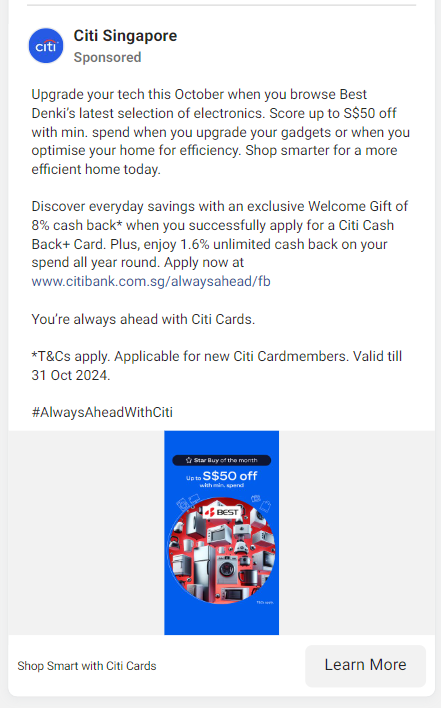 citi
Citi Singapore
Sponsored
Upgrade your tech this October when you browse Best
Denki's latest selection of electronics. Score up to S$50 off
with min. spend when you upgrade your gadgets or when you
optimise your home for efficiency. Shop smarter for a more
efficient home today.
Discover everyday savings with an exclusive Welcome Gift of
8% cash back* when you successfully apply for a Citi Cash
Back+ Card. Plus, enjoy 1.6% unlimited cash back on your
spend all year round. Apply now at
www.citibank.com.sg/alwaysahead/fb
You're always ahead with Citi Cards.
*T&Cs apply. Applicable for new Citi Cardmembers. Valid till
31 Oct 2024.
#AlwaysAheadWithCiti
Star Buy of the month
Up to S$50 off
with min. spend
BEST
Shop Smart with Citi Cards
Learn More